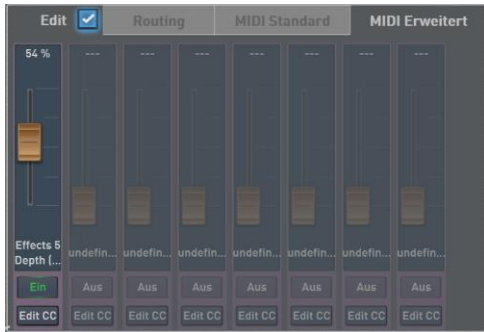 Edit Routing MIDI Standard MIDI Erweitert
54 % --- --- --- --- --- --- ---
Effects 5
Depth (... undefin... undefin... undefin... undefin... undefin... undefin... undefin...
Ein Aus Aus Aus Aus Aus Aus Aus
Edit CC Edit CC Edit CC Edit CC Edit CC Edit CC Edit CC Edit CC